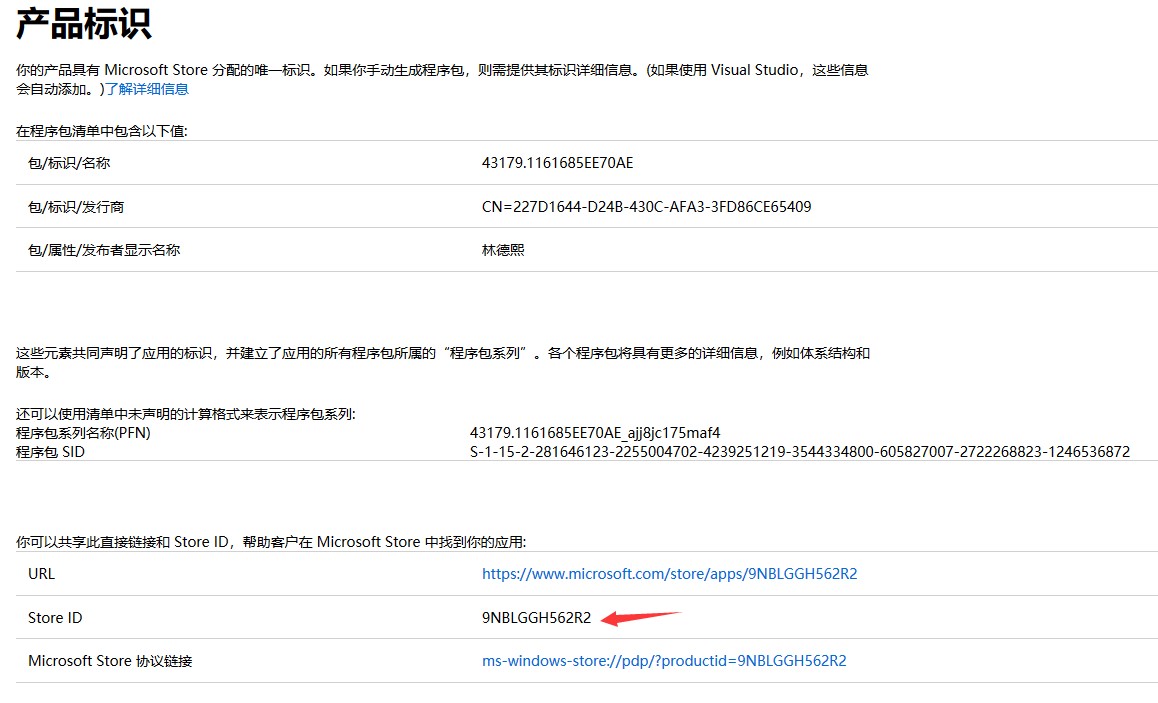 产品标识
你的产品具有 Microsoft Store 分配的唯一标识。如果你手动生成程序包，则需提供其标识详细信息。(如果使用 Visual Studio，这些信息
会自动添加。)了解详细信息
在程序包清单中包含以下值:
包/标识/名称 43179.1161685EE70AE
包/标识/发行商 CN=227D1644-D24B-430C-AFA3-3FD86CE65409
包/属性/发布者显示名称 林德熙
这些元素共同声明了应用的标识，并建立了应用的所有程序包所属的“程序包系列”。各个程序包将具有更多的详细信息，例如体系结构和
版本。
还可以使用清单中未声明的计算格式来表示程序包系列:
程序包系列名称(PFN) 43179.1161685EE70AE_ajj8jc175maf4
程序包 SID S-1-15-2-281646123-2255004702-4239251219-3544334800-605827007-2722268823-1246536872
你可以共享此直接链接和 Store ID，帮助客户在 Microsoft Store 中找到你的应用:
URL https://www.microsoft.com/store/apps/9NBLGGH562R2
Store ID 9NBLGGH562R2
Microsoft Store 协议链接 ms-windows-store://pdp/?productid=9NBLGGH562R2